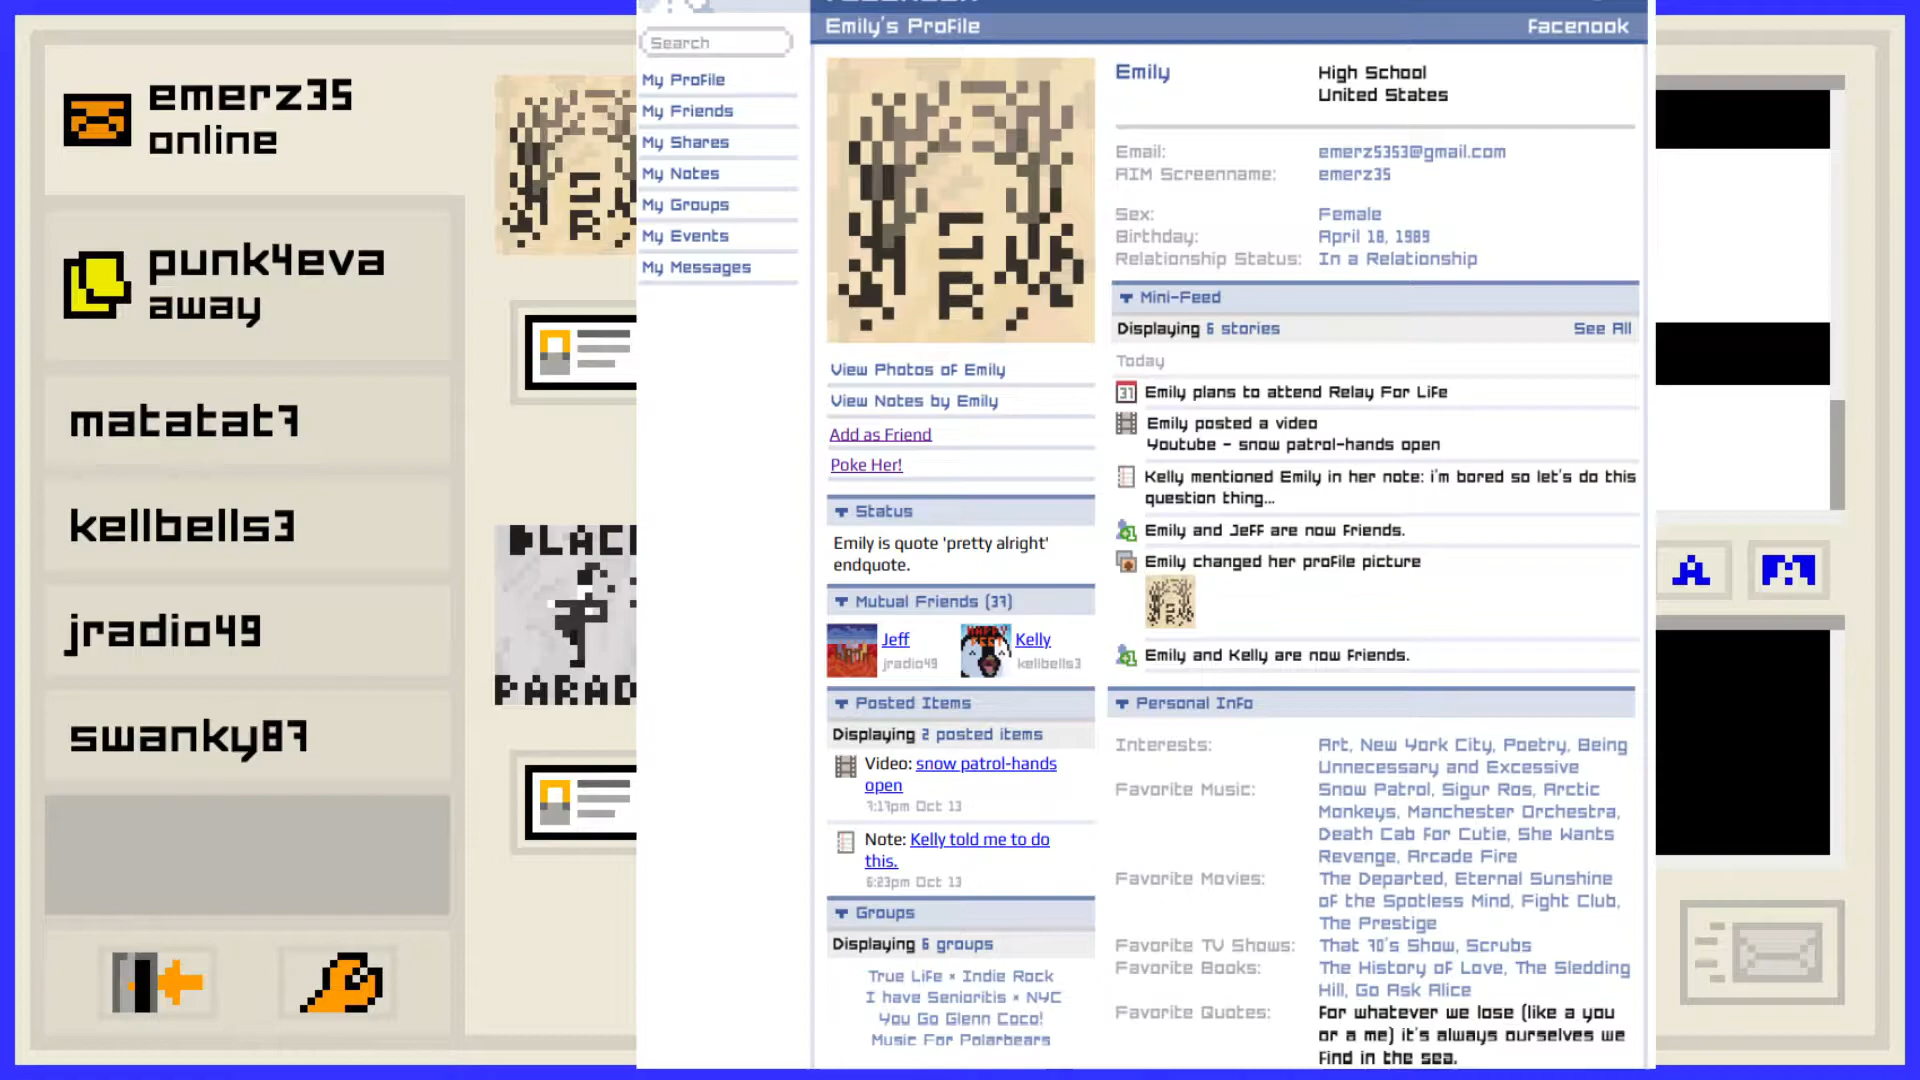 emerz35
online
punk4eva
away
matatat7
kellbells3
jradio49
swanky87
BLAC
PARAD
Search
My Profile
My Friends
My Shares
My Notes
My Groups
My Events
My Messages
Emily's Profile
Facenook
View Photos of Emily
View Notes by Emily
Add as Friend
Poke Her!
Status
Emily is quote 'pretty alright'
endquote.
Mutual Friends (37)
Jeff
jradio49
Kelly
kellbells3
Posted Items
Displaying 2 posted items
Video: snow patrol-hands
open
7:17pm Oct 13
Note: Kelly told me to do
this.
6:23pm Oct 13
Groups
Displaying 6 groups
True Life × Indie Rock
I have Senioritis × NYC
You Go Glenn Coco!
Music For Polarbears
Emily
High School
United States
Email: emerz5353@gmail.com
AIM Screenname: emerz35
Sex: Female
Birthday: April 18, 1989
Relationship Status: In a Relationship
Mini-Feed
Displaying 6 stories See All
Today
31 Emily plans to attend Relay For Life
Emily posted a video
Youtube - snow patrol-hands open
Kelly mentioned Emily in her note: i'm bored so let's do this
question thing...
Emily and Jeff are now friends.
Emily changed her profile picture
Emily and Kelly are now friends.
Personal Info
Interests: Art, New York City, Poetry, Being
Unnecessary and Excessive
Favorite Music: Snow Patrol, Sigur Ros, Arctic
Monkeys, Manchester Orchestra,
Death Cab for Cutie, She Wants
Revenge, Arcade Fire
Favorite Movies: The Departed, Eternal Sunshine
of the Spotless Mind, Fight Club,
The Prestige
Favorite TV Shows: That 70's Show, Scrubs
Favorite Books: The History of Love, The Sledding
Hill, Go Ask Alice
Favorite Quotes: For whatever we lose (like a you
or a me) it's always ourselves we
find in the sea.
A